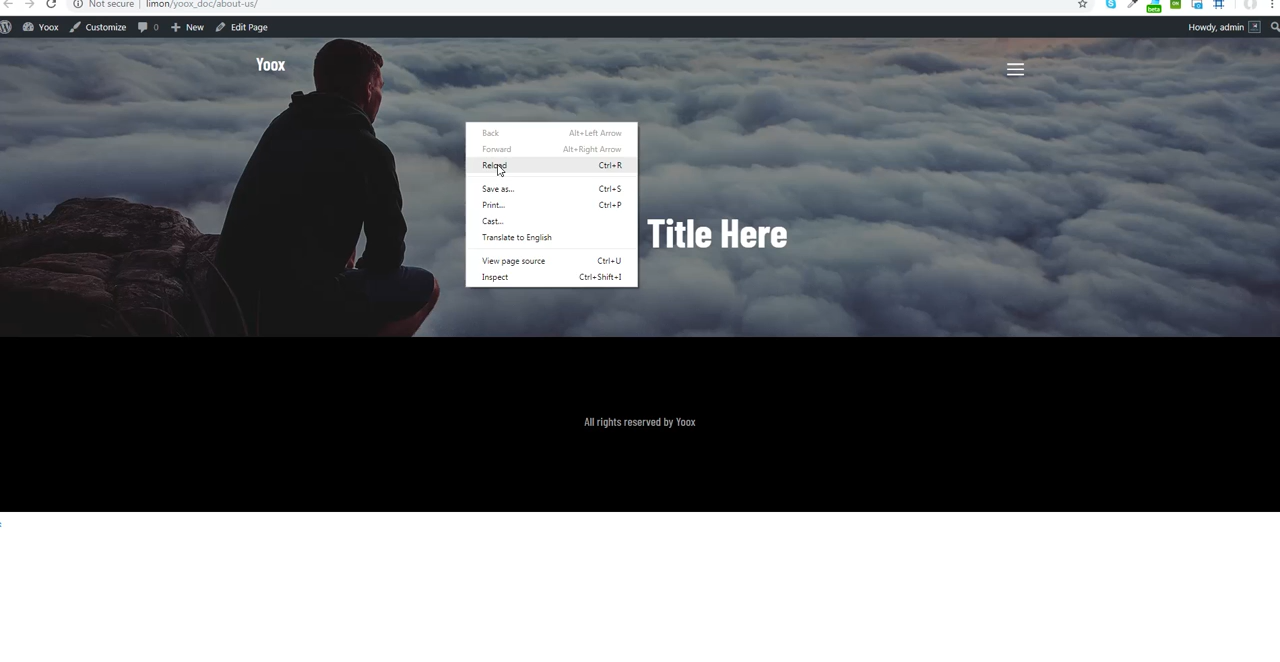 Not secure limon/yoox_doc/about-us/
Yoox Customize 0 New Edit Page Howdy, admin
Yoox
Back Alt+Left Arrow
Forward Alt+Right Arrow
Reload Ctrl+R
Save as... Ctrl+S
Print... Ctrl+P
Cast...
Translate to English
Title Here
View page source Ctrl+U
Inspect Ctrl+Shift+I
All rights reserved by Yoox